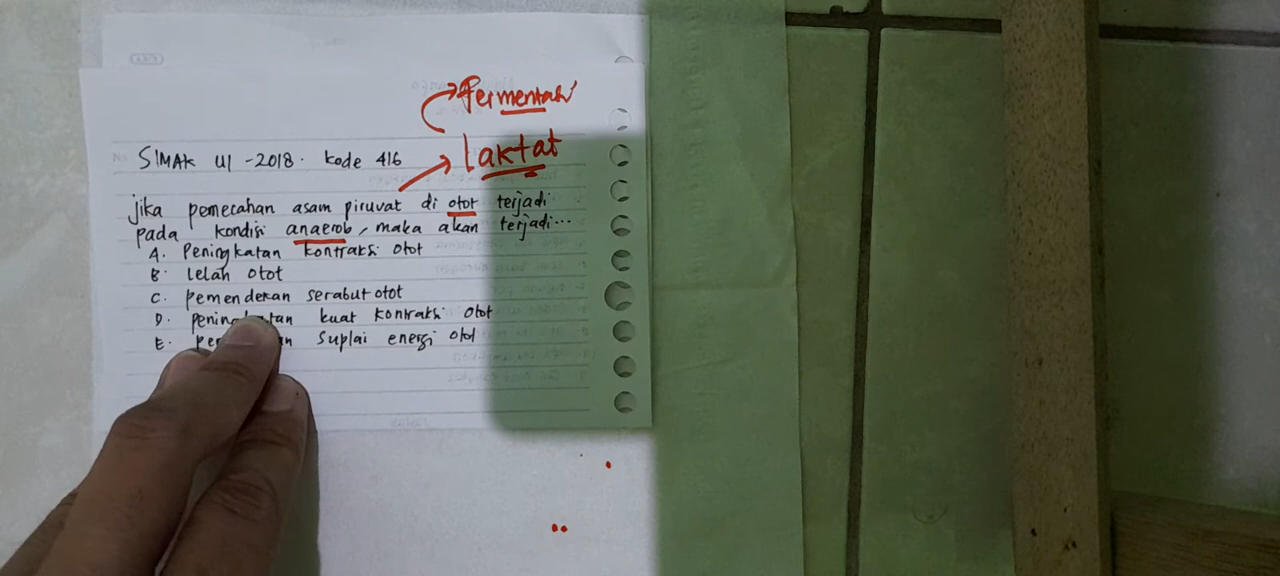 fermentasi
laktat
SIMAK UI -2018. kode 416
jika pemecahan asam piruvat di otot terjadi
pada kondisi anaerob, maka akan terjadi...
A. Peningkatan kontraksi otot
B. lelah otot
C. pemendekan serabut otot
D. kuat kontraksi otot
E. suplai energi otot